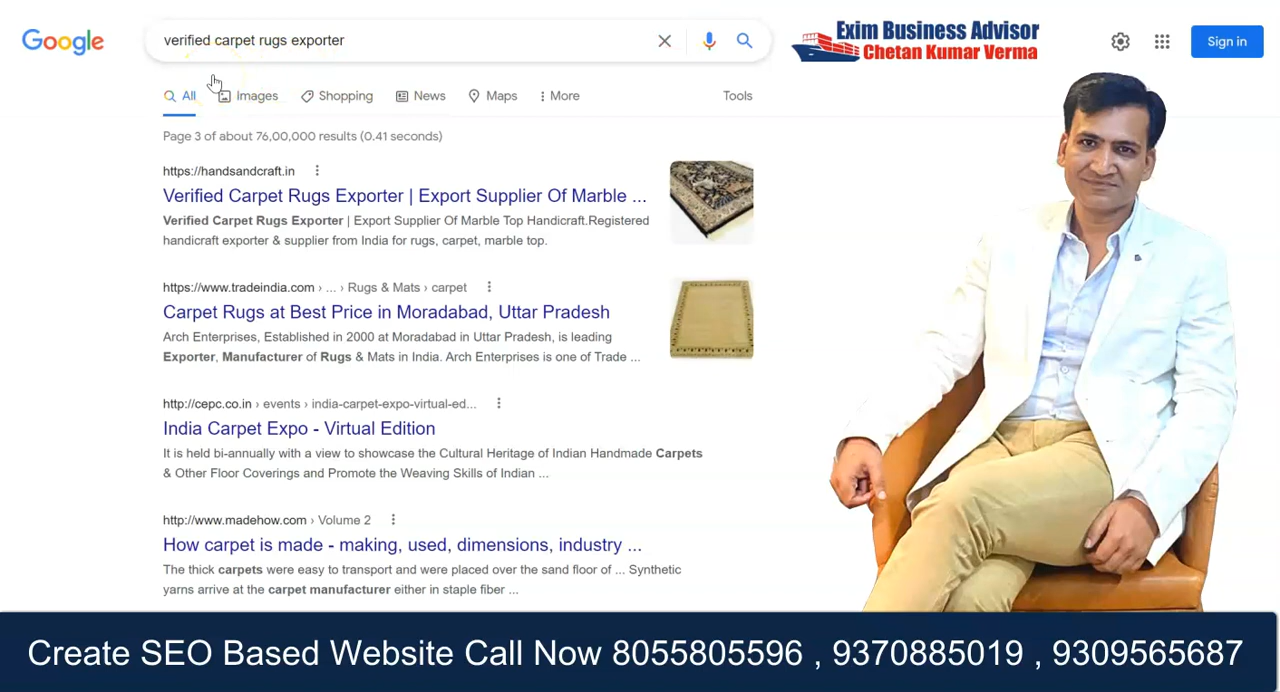 Google
verified carpet rugs exporter
Exim Business Advisor
Chetan Kumar Verma
Sign in
All Images Shopping News Maps More Tools
Page 3 of about 76,00,000 results (0.41 seconds)
https://handsandcraft.in
Verified Carpet Rugs Exporter | Export Supplier Of Marble ...
Verified Carpet Rugs Exporter | Export Supplier Of Marble Top Handicraft.Registered
handicraft exporter & supplier from India for rugs, carpet, marble top.
https://www.tradeindia.com › ... › Rugs & Mats › carpet
Carpet Rugs at Best Price in Moradabad, Uttar Pradesh
Arch Enterprises, Established in 2000 at Moradabad in Uttar Pradesh, is leading
Exporter, Manufacturer of Rugs & Mats in India. Arch Enterprises is one of Trade ...
http://cepc.co.in › events › india-carpet-expo-virtual-ed...
India Carpet Expo - Virtual Edition
It is held bi-annually with a view to showcase the Cultural Heritage of Indian Handmade Carpets
& Other Floor Coverings and Promote the Weaving Skills of Indian ...
http://www.madehow.com › Volume 2
How carpet is made - making, used, dimensions, industry ...
The thick carpets were easy to transport and were placed over the sand floor of ... Synthetic
yarns arrive at the carpet manufacturer either in staple fiber ...
Create SEO Based Website Call Now 8055805596 , 9370885019 , 9309565687